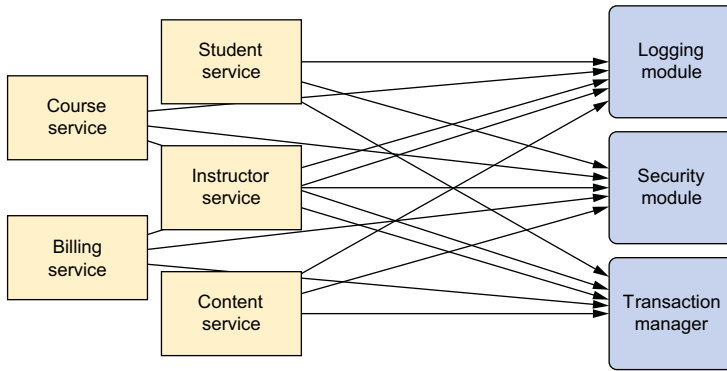 Student
service
Course
service
Instructor
service
Billing
service
Content
service
Logging
module
Security
module
Transaction
manager